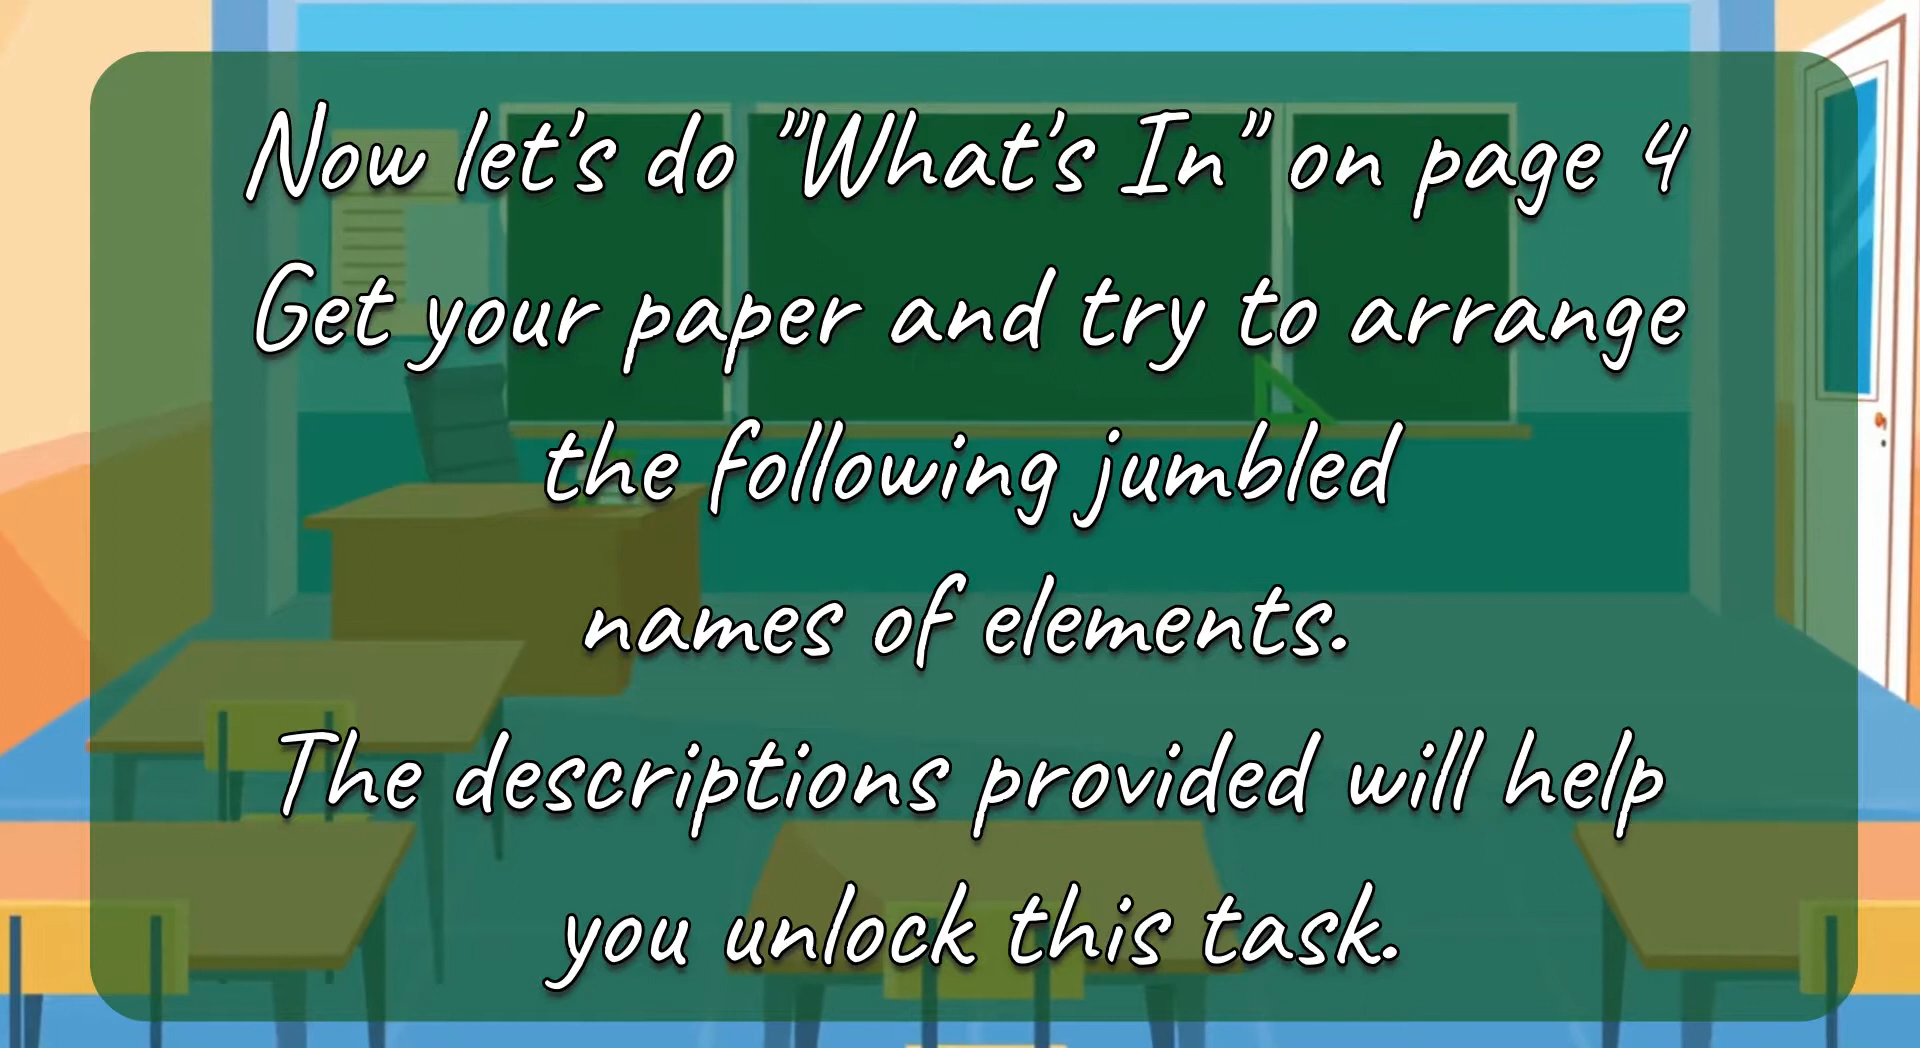 Now let's do "What's In" on page 4
Get your paper and try to arrange
the following jumbled
names of elements.
The descriptions provided will help
you unlock this task.